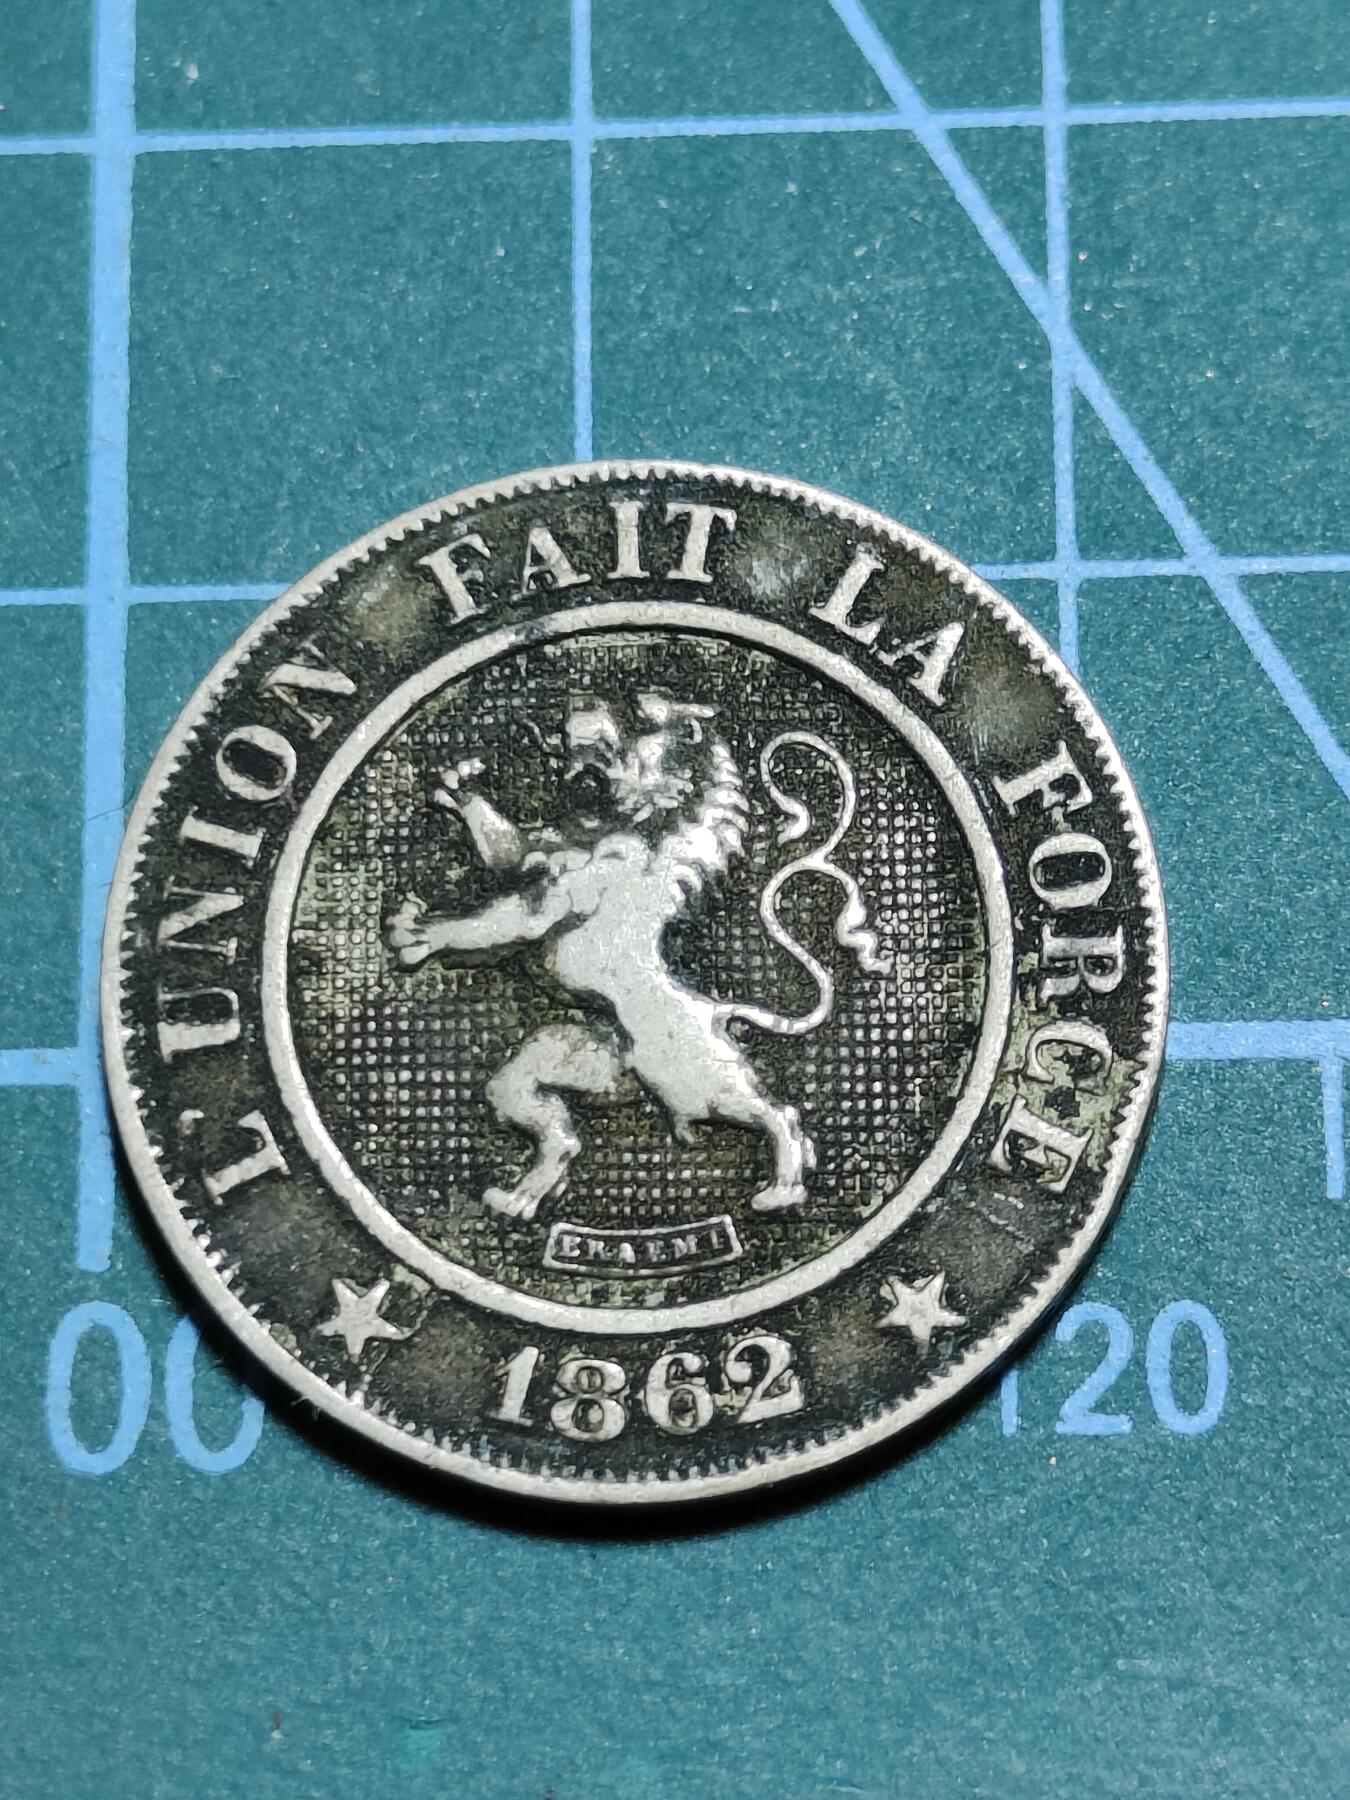 L'UNION FAIT LA FORCE
BRAEMT
1862
00
120